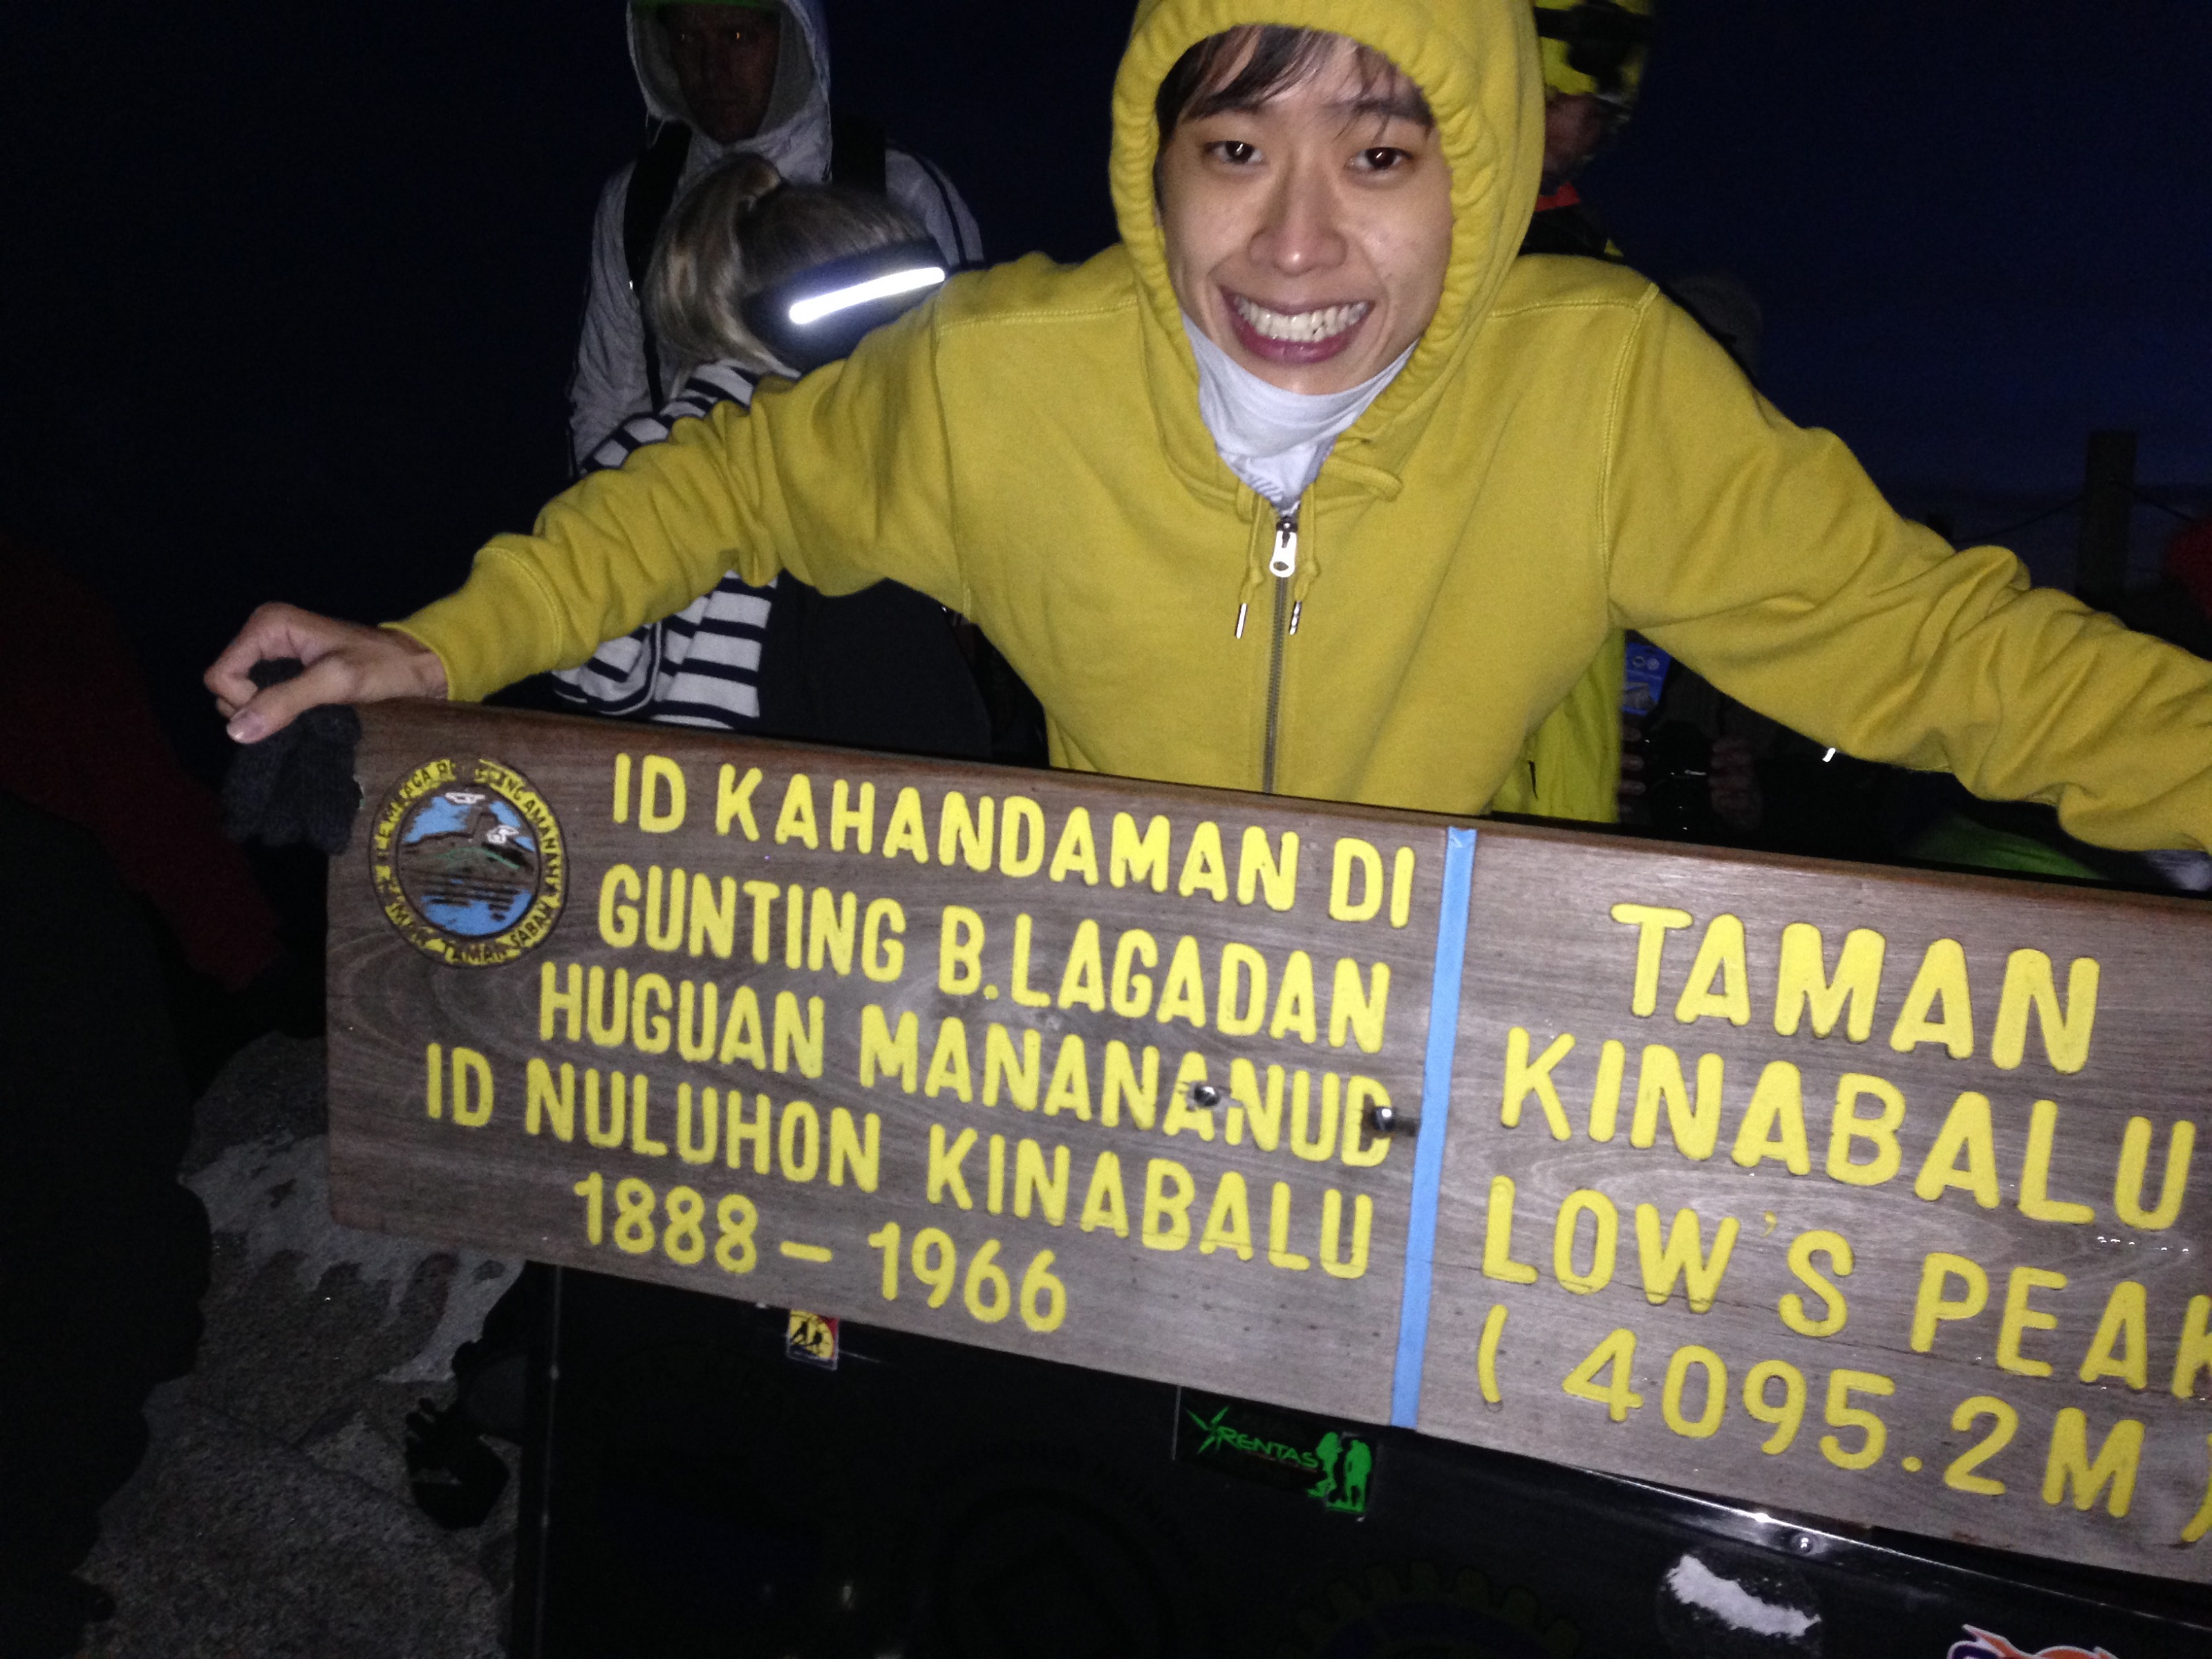 ID KAHANDAMAN DI
GUNTING B.LAGADAN
HUGUAN MANANANUD
ID NULUHON KINABALU
1888 – 1966
TAMAN
KINABALU
LOW'S PEAK
(4095.2M)
RENTAS